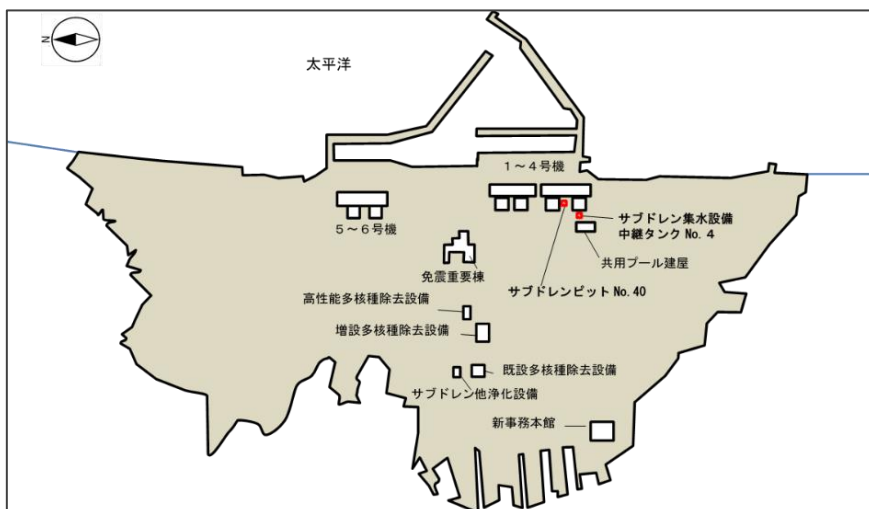 N
太平洋
1~4号機
5~6号機
サブドレン集水設備
中継タンクNo.4
共用プール建屋
免震重要棟
サブドレンピットNo.40
高性能多核種除去設備
増設多核種除去設備
既設多核種除去設備
サブドレン他浄化設備
新事務本館